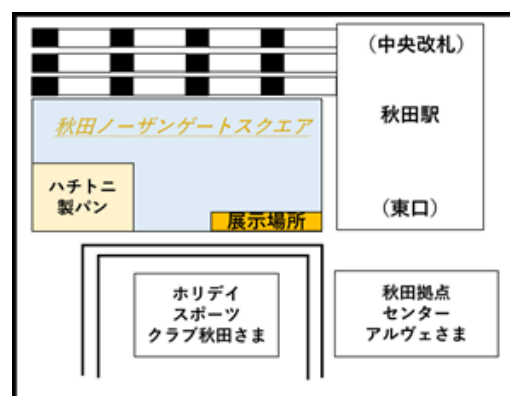 (中央改札)
秋田駅
(東口)
秋田ノーザンゲートスクエア
ハチトニ
製パン
展示場所
ホリデイ
スポーツ
クラブ秋田さま
秋田拠点
センター
アルヴェさま